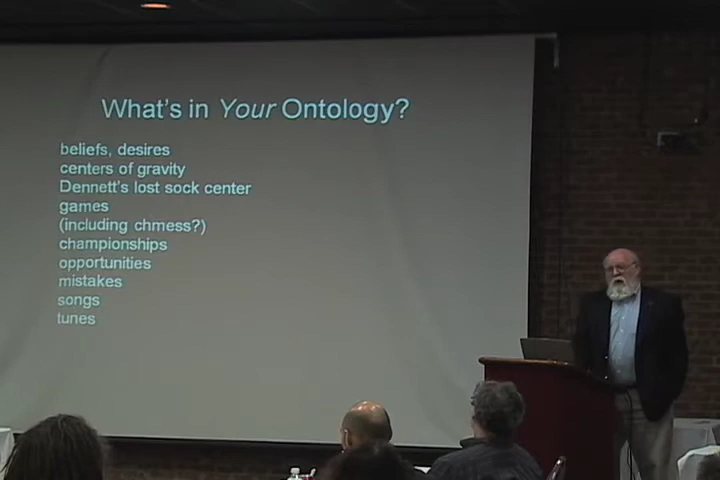 What's in Your Ontology?
beliefs, desires
centers of gravity
Dennett's lost sock center
games
(including chmess?)
championships
opportunities
mistakes
songs
tunes